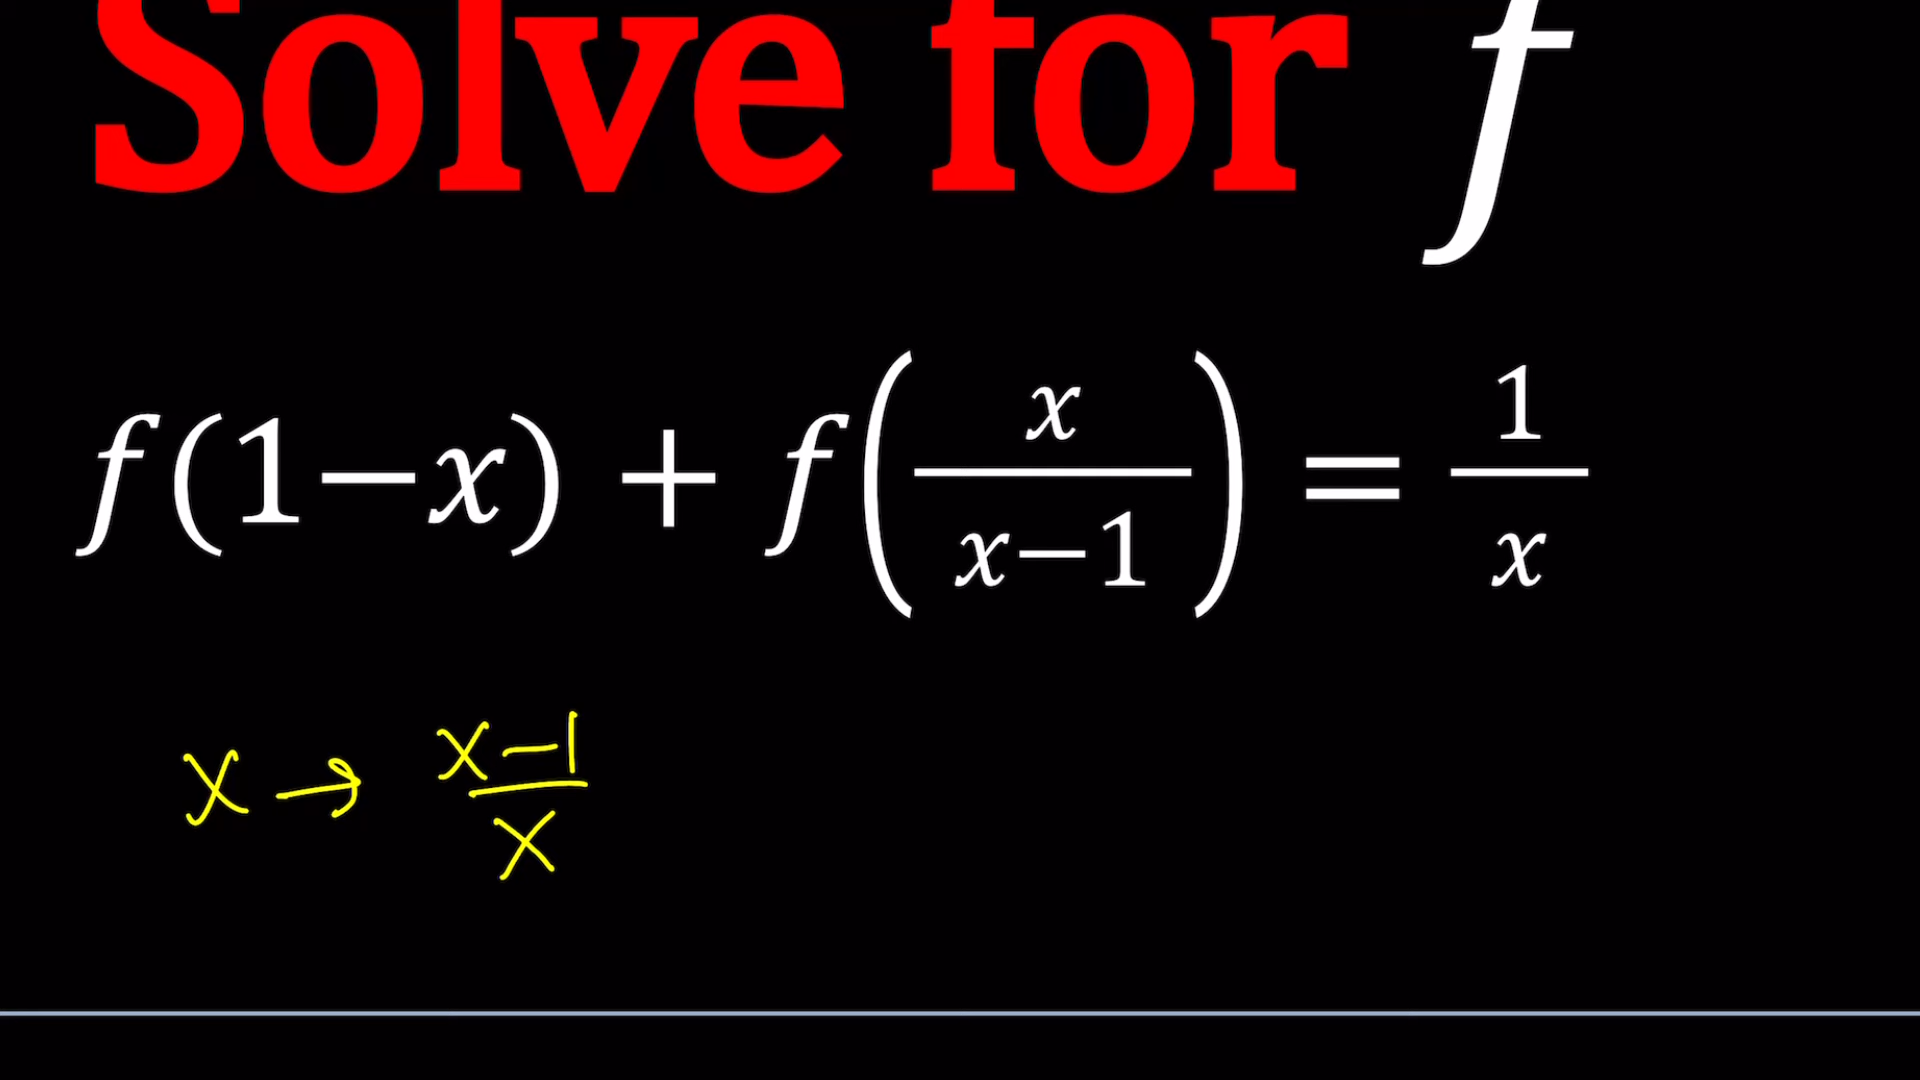 Solve for f
f(1−x) + f(x/(x−1)) = 1/x
x → (x−1)/x